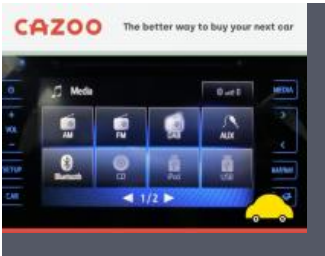 CAZOO The better way to buy your next car
Media
MEDIA
AM FM DAB AUX
VOL
Bluetooth CD iPod USB
SETUP
CAR
1/2